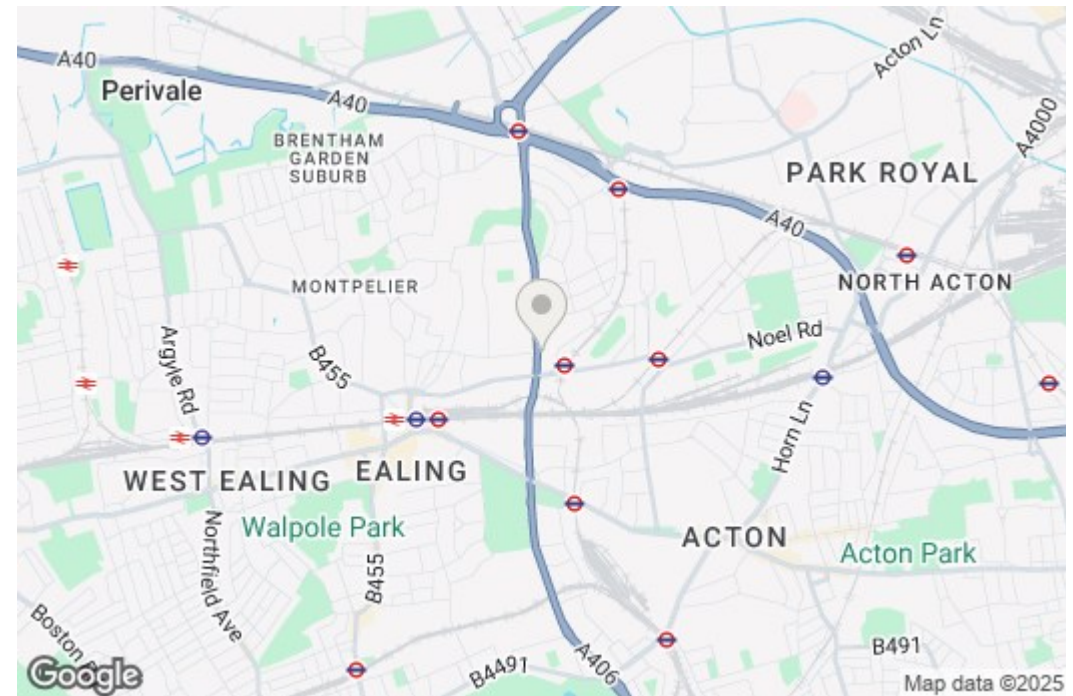 A40
Perivale
A40
Acton Ln
A4000
BRENTHAM
GARDEN
SUBURB
PARK ROYAL
A40
MONTPELIER
NORTH ACTON
Argyle Rd
B455
Noel Rd
Horn Ln
WEST EALING
EALING
Walpole Park
Northfield Ave
B455
ACTON
Acton Park
Boston
B4491
A406
B491
Google
Map data ©2025